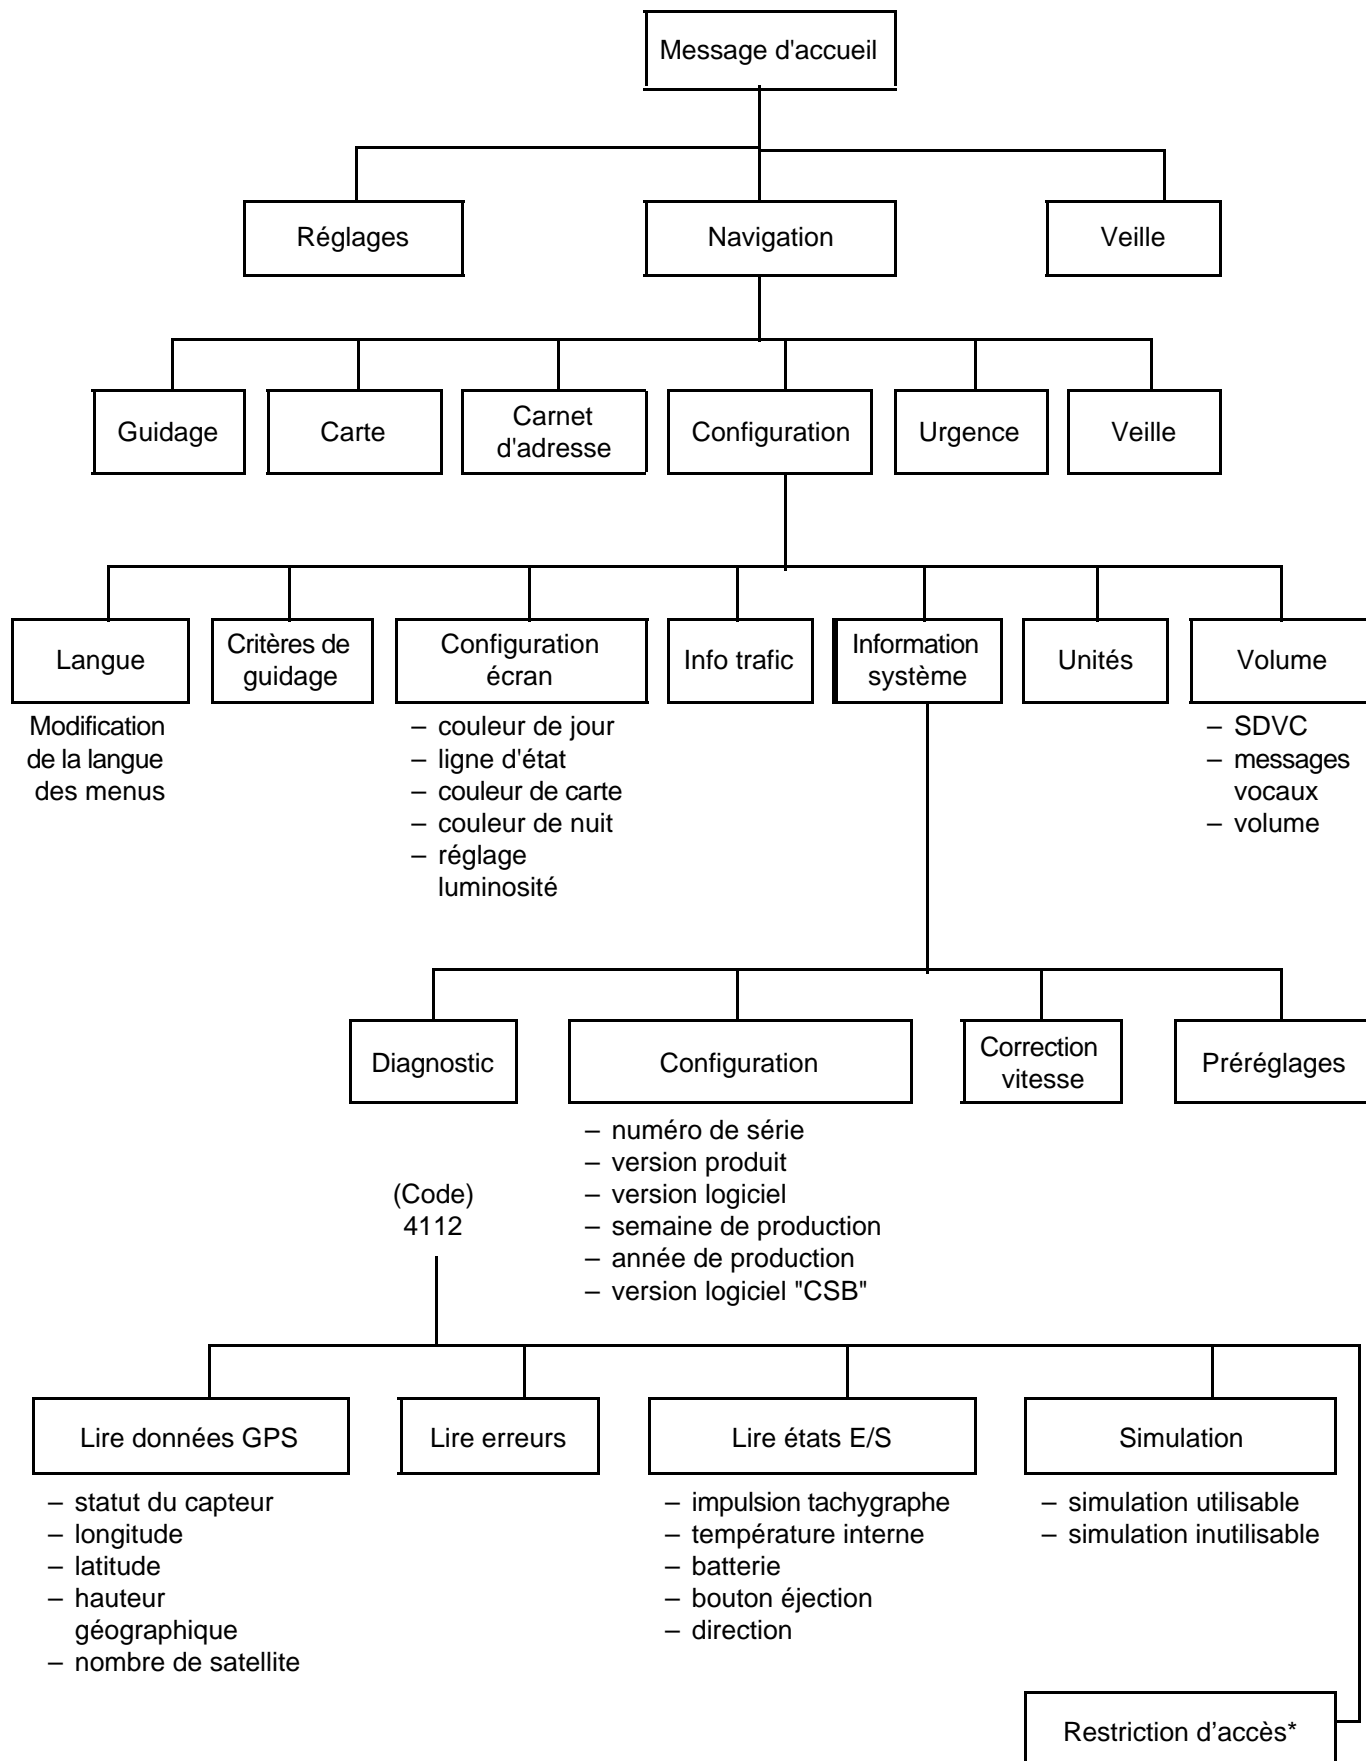 Message d'accueil
Réglages
Navigation
Veille
Guidage
Carte
Carnet
d'adresse
Configuration
Urgence
Veille
Langue
Critères de
guidage
Configuration
écran
Info trafic
Information
système
Unités
Volume
Modification
de la langue
des menus
– couleur de jour
– ligne d'état
– couleur de carte
– couleur de nuit
– réglage
luminosité
– SDVC
– messages
vocaux
– volume
Diagnostic
Configuration
Correction
vitesse
Préréglages
(Code)
4112
– numéro de série
– version produit
– version logiciel
– semaine de production
– année de production
– version logiciel "CSB"
Lire données GPS
Lire erreurs
Lire états E/S
Simulation
– statut du capteur
– longitude
– latitude
– hauteur
géographique
– nombre de satellite
– impulsion tachygraphe
– température interne
– batterie
– bouton éjection
– direction
– simulation utilisable
– simulation inutilisable
Restriction d’accès*